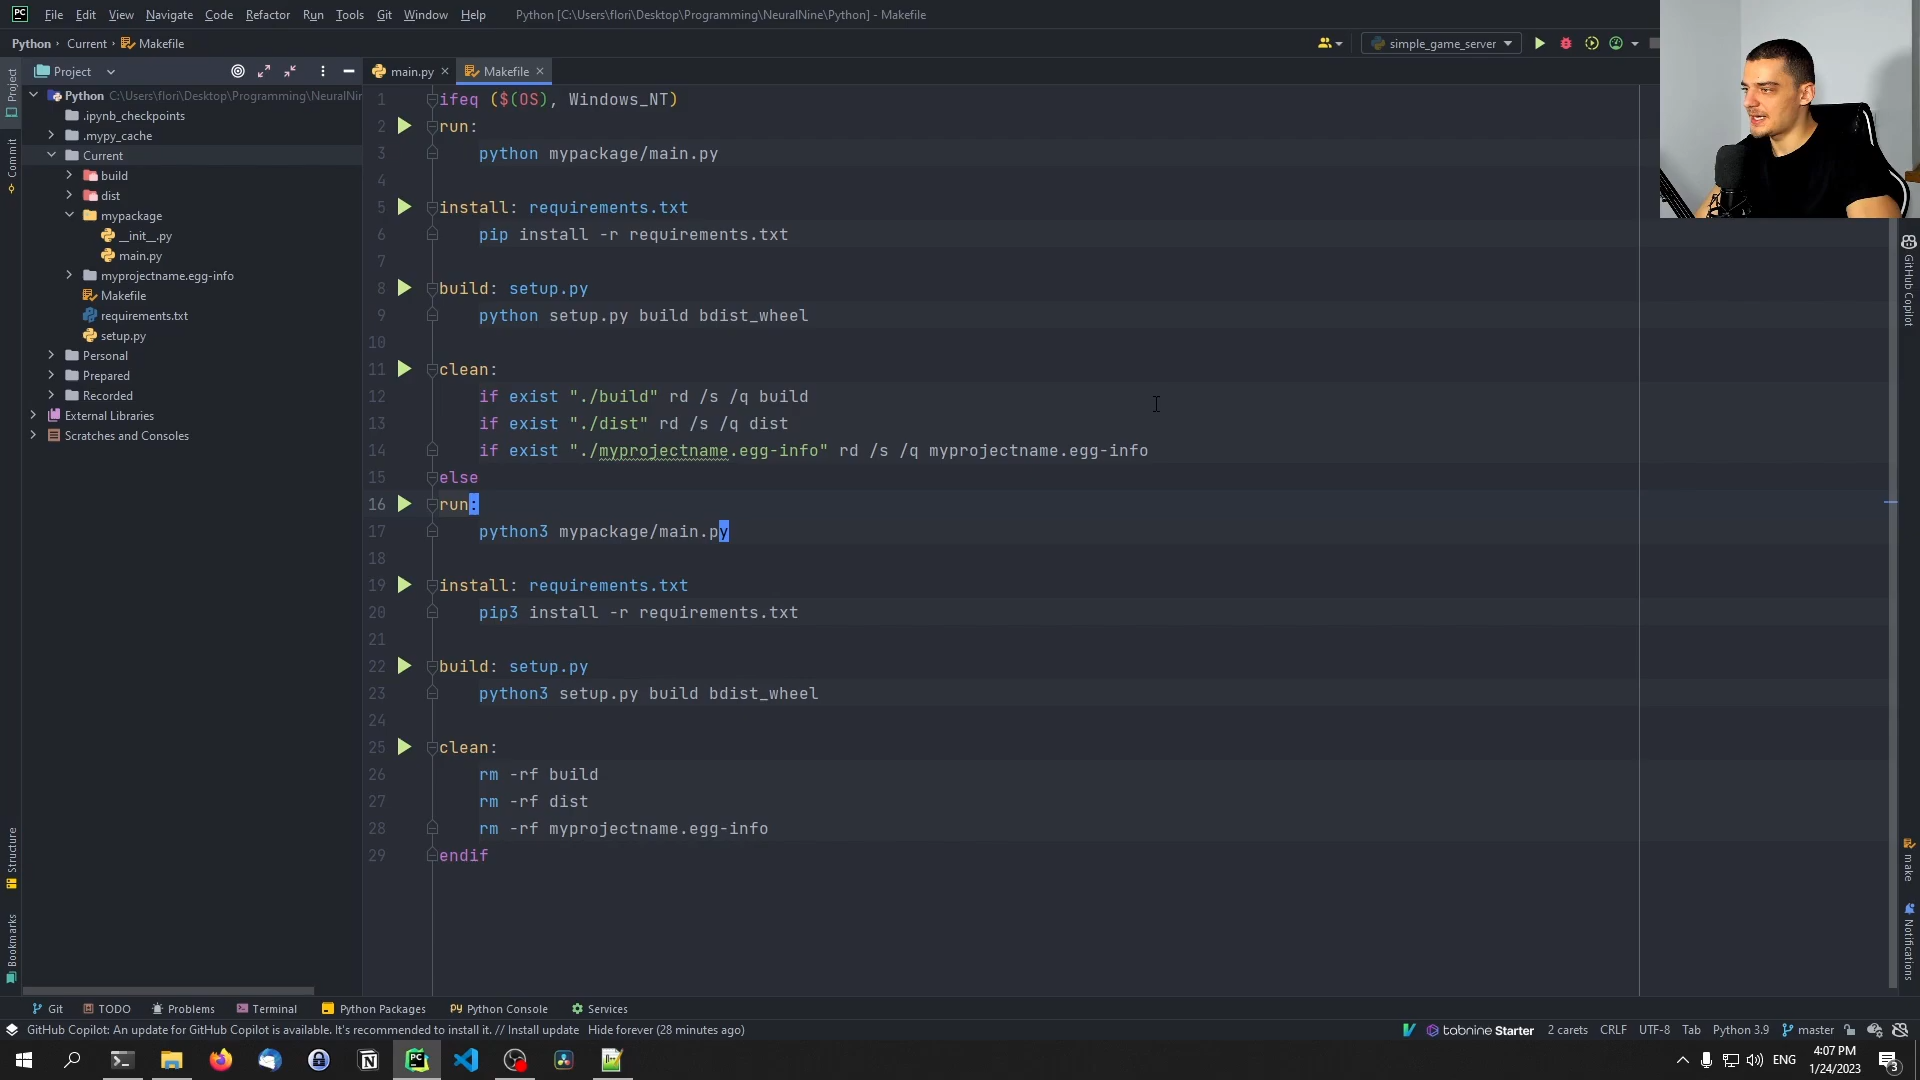 PC File Edit View Navigate Code Refactor Run Tools Git Window Help Python [C:\Users\flori\Desktop\Programming\NeuralNine\Python] - Makefile
Python Current Makefile simple_game_server
Project main.py Makefile
Python C:\Users\flori\Desktop\Programming\NeuralNin
.ipynb_checkpoints
.mypy_cache
Current
build
dist
mypackage
__init__.py
main.py
myprojectname.egg-info
Makefile
requirements.txt
setup.py
Personal
Prepared
Recorded
External Libraries
Scratches and Consoles
Project
Commit
Structure
Bookmarks
1 ifeq ($(OS), Windows_NT)
2 run:
3 python mypackage/main.py
4
5 install: requirements.txt
6 pip install -r requirements.txt
7
8 build: setup.py
9 python setup.py build bdist_wheel
10
11 clean:
12 if exist "./build" rd /s /q build
13 if exist "./dist" rd /s /q dist
14 if exist "./myprojectname.egg-info" rd /s /q myprojectname.egg-info
15 else
16 run:
17 python3 mypackage/main.py
18
19 install: requirements.txt
20 pip3 install -r requirements.txt
21
22 build: setup.py
23 python3 setup.py build bdist_wheel
24
25 clean:
26 rm -rf build
27 rm -rf dist
28 rm -rf myprojectname.egg-info
29 endif
GitHub Copilot
make
Notifications
Git TODO Problems Terminal Python Packages Python Console Services
GitHub Copilot: An update for GitHub Copilot is available. It's recommended to install it. // Install update Hide forever (28 minutes ago) tabnine Starter 2 carets CRLF UTF-8 Tab Python 3.9 master
ENG 4:07 PM
1/24/2023 3